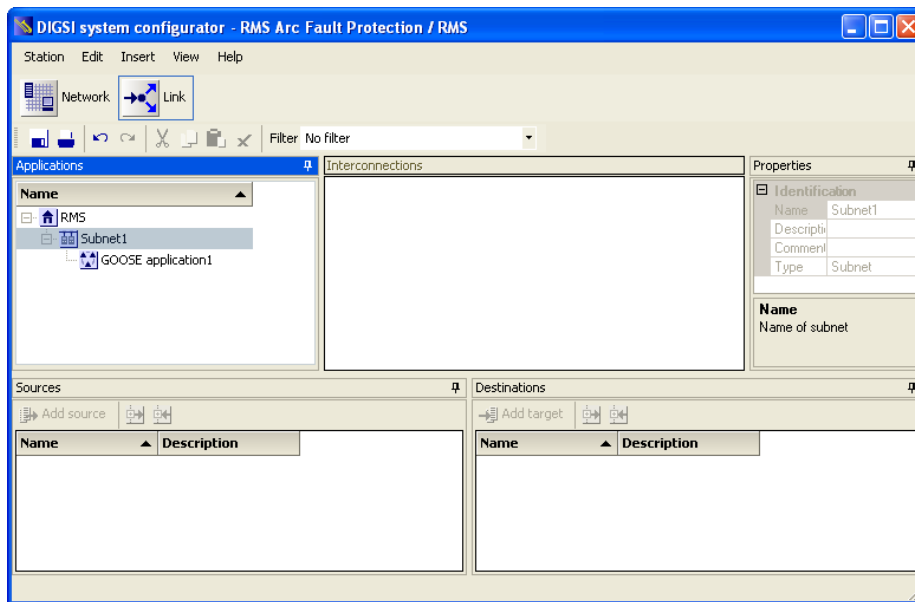 DIGSI system configurator - RMS Arc Fault Protection / RMS
Station Edit Insert View Help
Network Link
Filter No filter
Applications
Interconnections
Properties
Name
RMS
Subnet1
GOOSE application1
Identification
Name Subnet1
Descripti
Comment
Type Subnet
Name
Name of subnet
Sources
Destinations
Add source
Add target
Name Description
Name Description